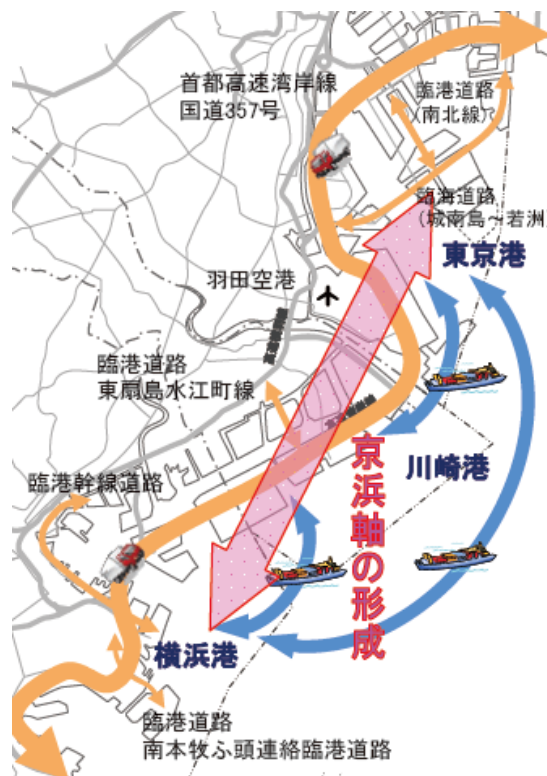 首都高速湾岸線
国道357号
臨港道路
(南北線)
臨海道路
(城南島～若洲
東京港
羽田空港
臨港道路
東扇島水江町線
川崎港
京浜軸の形成
臨港幹線道路
横浜港
臨港道路
南本牧ふ頭連絡臨港道路